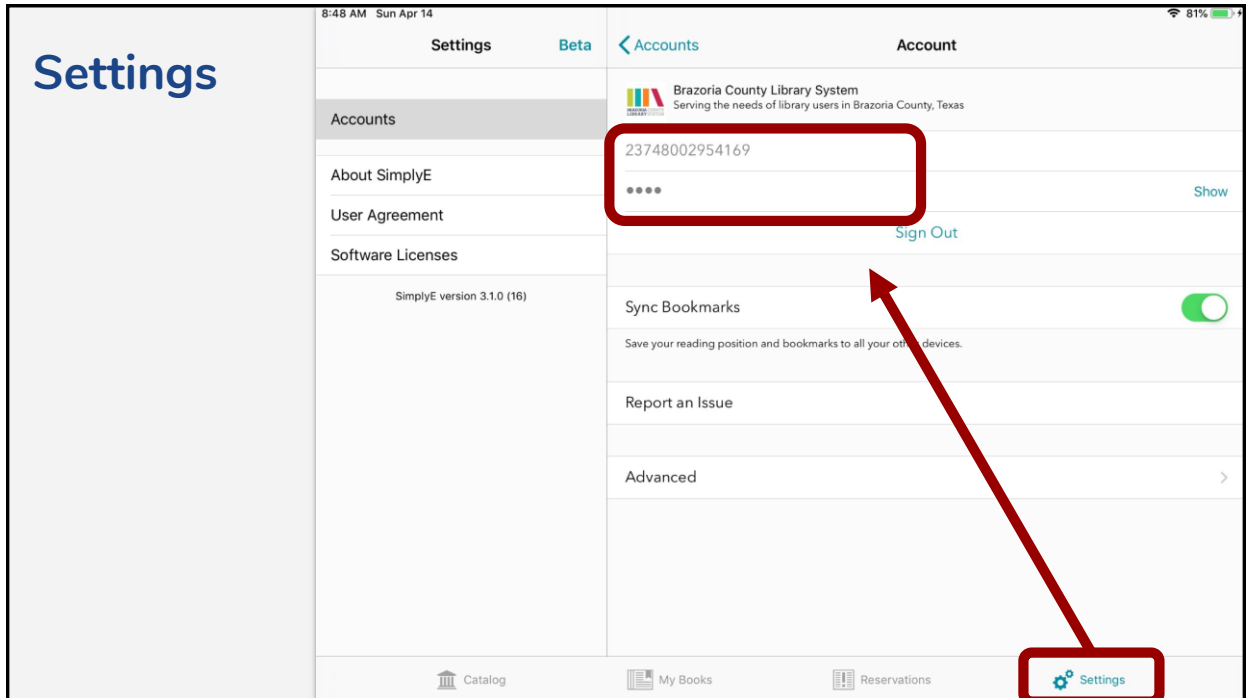 Settings
8:48 AM Sun Apr 14
81%
Settings
Beta
Accounts
Account
Accounts
About SimplyE
User Agreement
Software Licenses
SimplyE version 3.1.0 (16)
Brazoria County Library System
Serving the needs of library users in Brazoria County, Texas
23748002954169
••••
Show
Sign Out
Sync Bookmarks
Save your reading position and bookmarks to all your other devices.
Report an Issue
Advanced
Catalog
My Books
Reservations
Settings